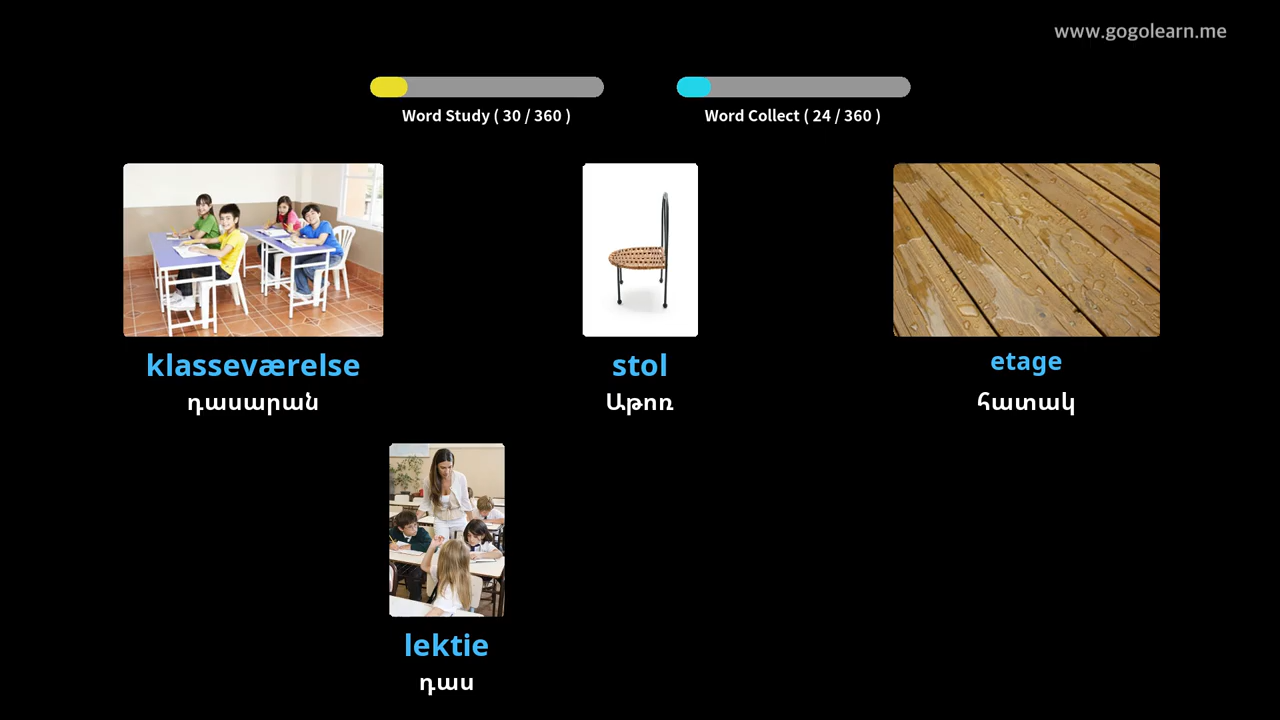 www.gogolearn.me
Word Study ( 30 / 360 )
Word Collect ( 24 / 360 )
klasseværelse
դասարան
stol
Աթոռ
etage
հատակ
lektie
դաս